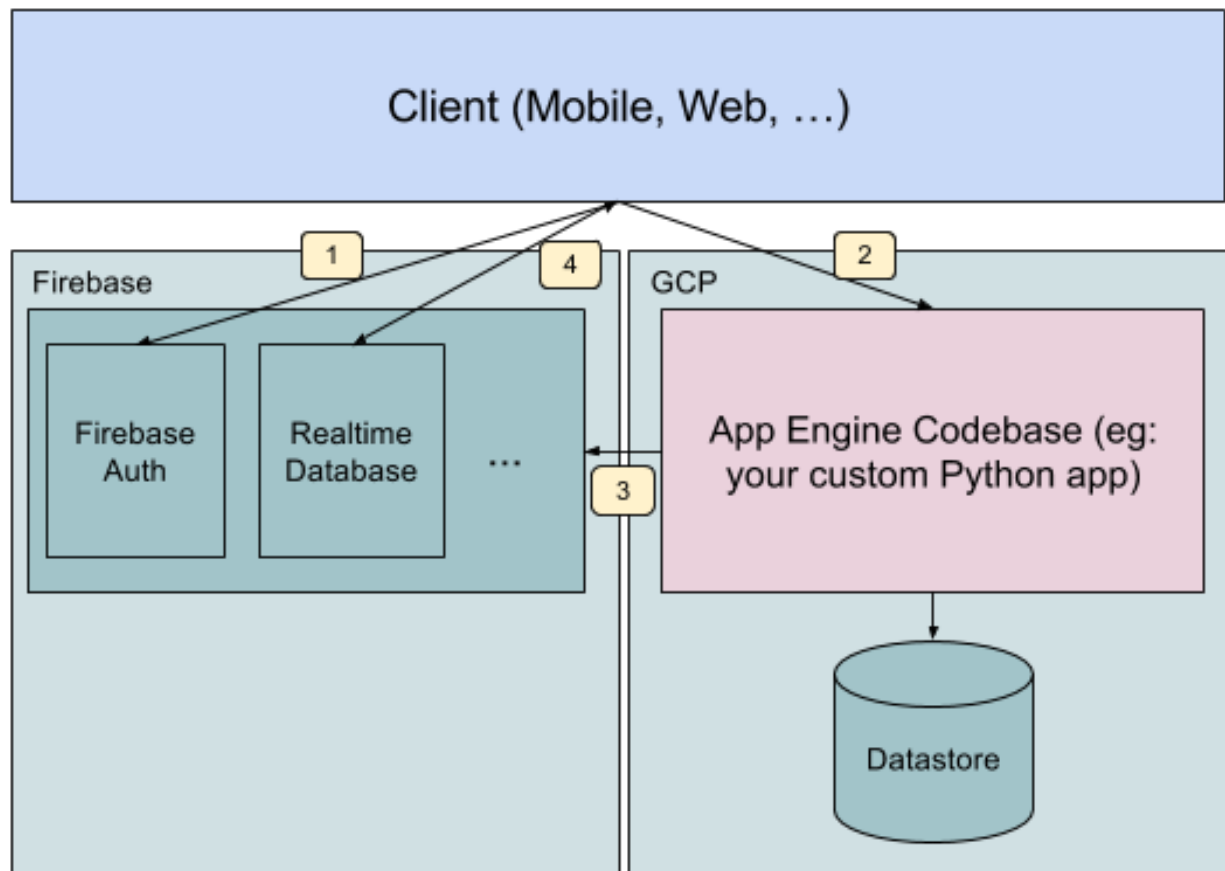 Client (Mobile, Web, …)
1
4
2
Firebase
GCP
Firebase
Auth
Realtime
Database
...
App Engine Codebase (eg:
your custom Python app)
3
Datastore